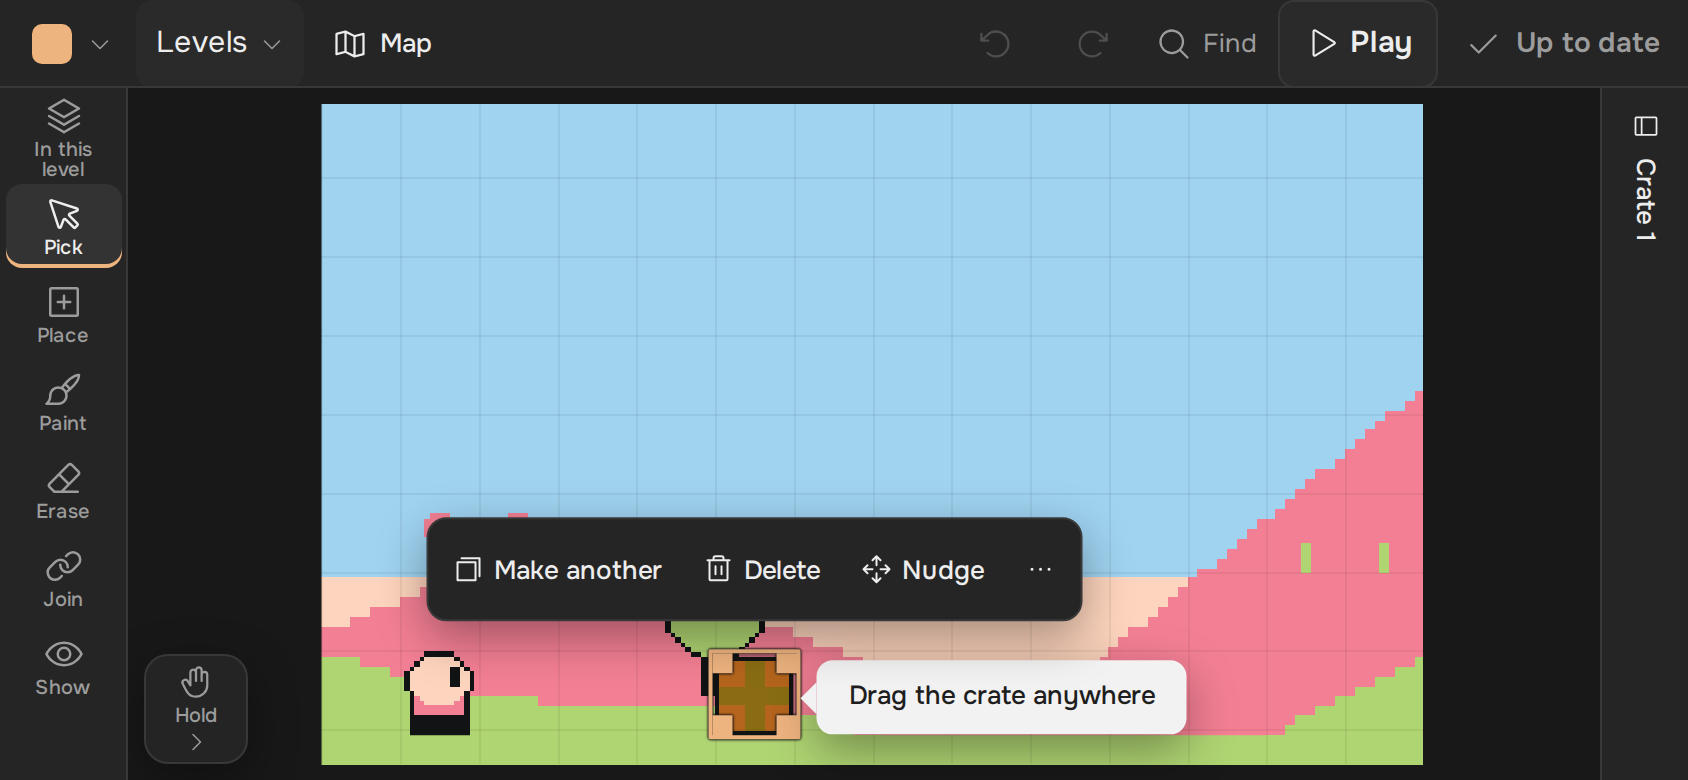 Levels
Map
Find
Play
Up to date
In this
level
Pick
Place
Paint
Erase
Join
Show
Hold
Make another
Delete
Nudge
Drag the crate anywhere
Crate 1